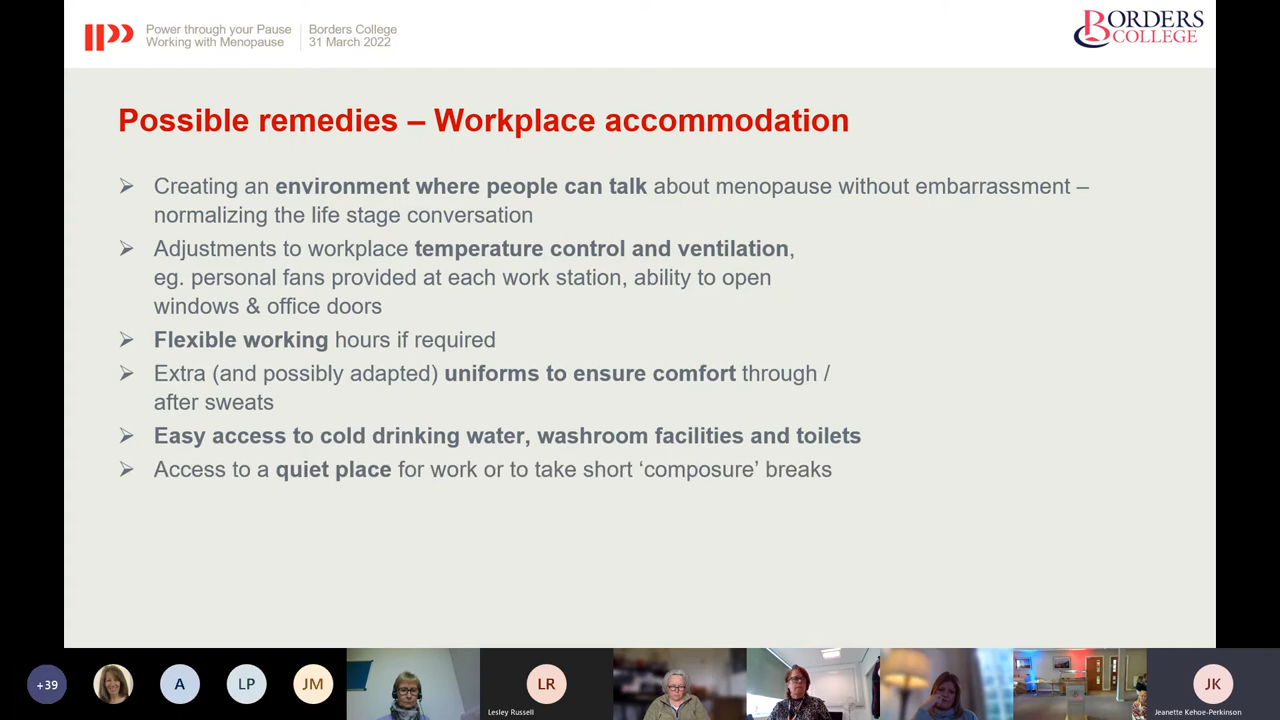 Power through your Pause
Working with Menopause
Borders College
31 March 2022
BORDERS
COLLEGE
Possible remedies – Workplace accommodation
Creating an environment where people can talk about menopause without embarrassment –
normalizing the life stage conversation
Adjustments to workplace temperature control and ventilation,
eg. personal fans provided at each work station, ability to open
windows & office doors
Flexible working hours if required
Extra (and possibly adapted) uniforms to ensure comfort through /
after sweats
Easy access to cold drinking water, washroom facilities and toilets
Access to a quiet place for work or to take short ‘composure’ breaks
+39
A
LP
JM
LR
Lesley Russell
JK
Jeanette Kehoe-Perkinson